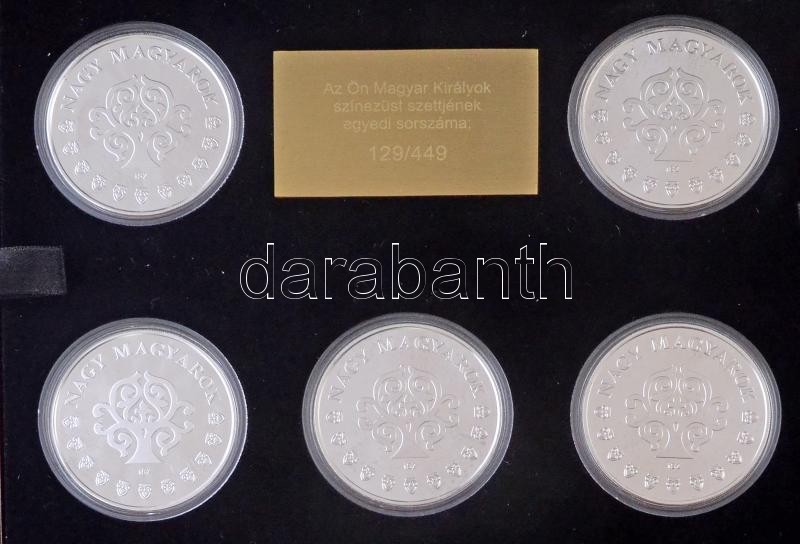 NAGY MAGYAROK
Az Ön Magyar Királyok
színezüst szettjének
egyedi sorszáma:
129/449
NAGY MAGYAROK
darabanth
NAGY MAGYAROK
NAGY MAGYAROK
NAGY MAGYAROK